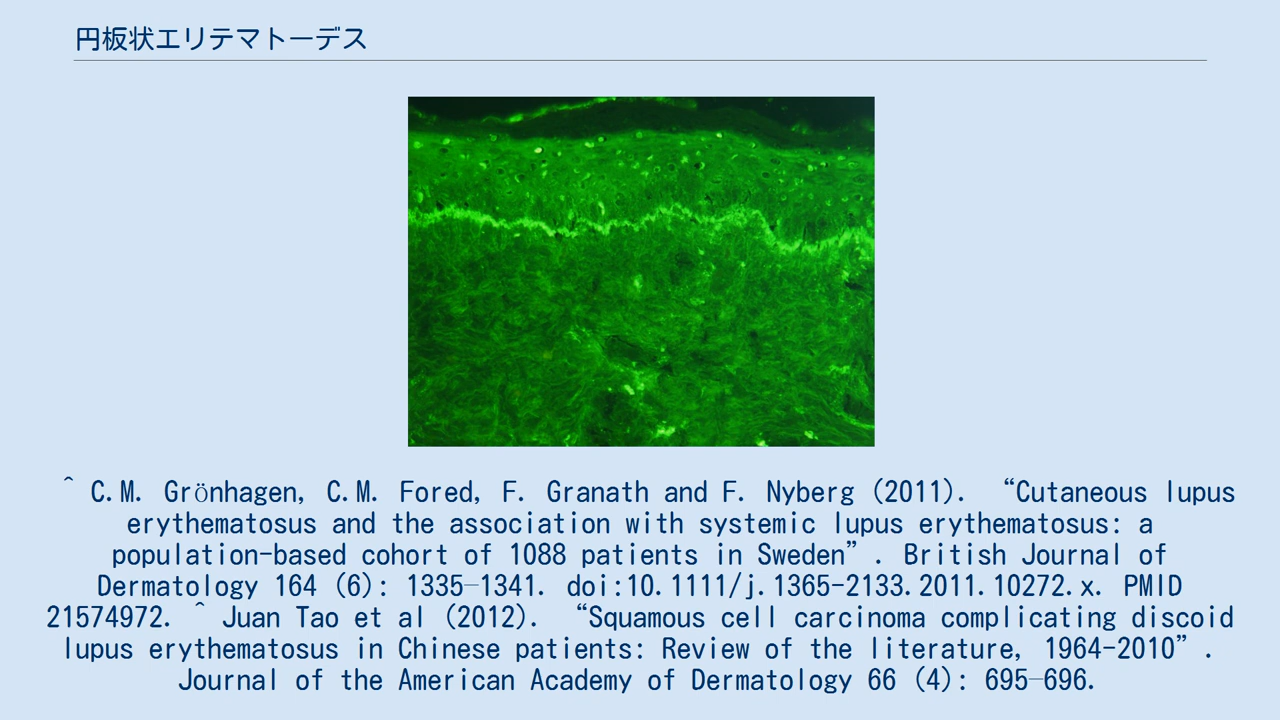 円板状エリテマトーデス
^ C.M. Grönhagen, C.M. Fored, F. Granath and F. Nyberg (2011). “Cutaneous lupus
erythematosus and the association with systemic lupus erythematosus: a
population-based cohort of 1088 patients in Sweden”. British Journal of
Dermatology 164 (6): 1335–1341. doi:10.1111/j.1365-2133.2011.10272.x. PMID
21574972. ^ Juan Tao et al (2012). “Squamous cell carcinoma complicating discoid
lupus erythematosus in Chinese patients: Review of the literature, 1964-2010”.
Journal of the American Academy of Dermatology 66 (4): 695–696.